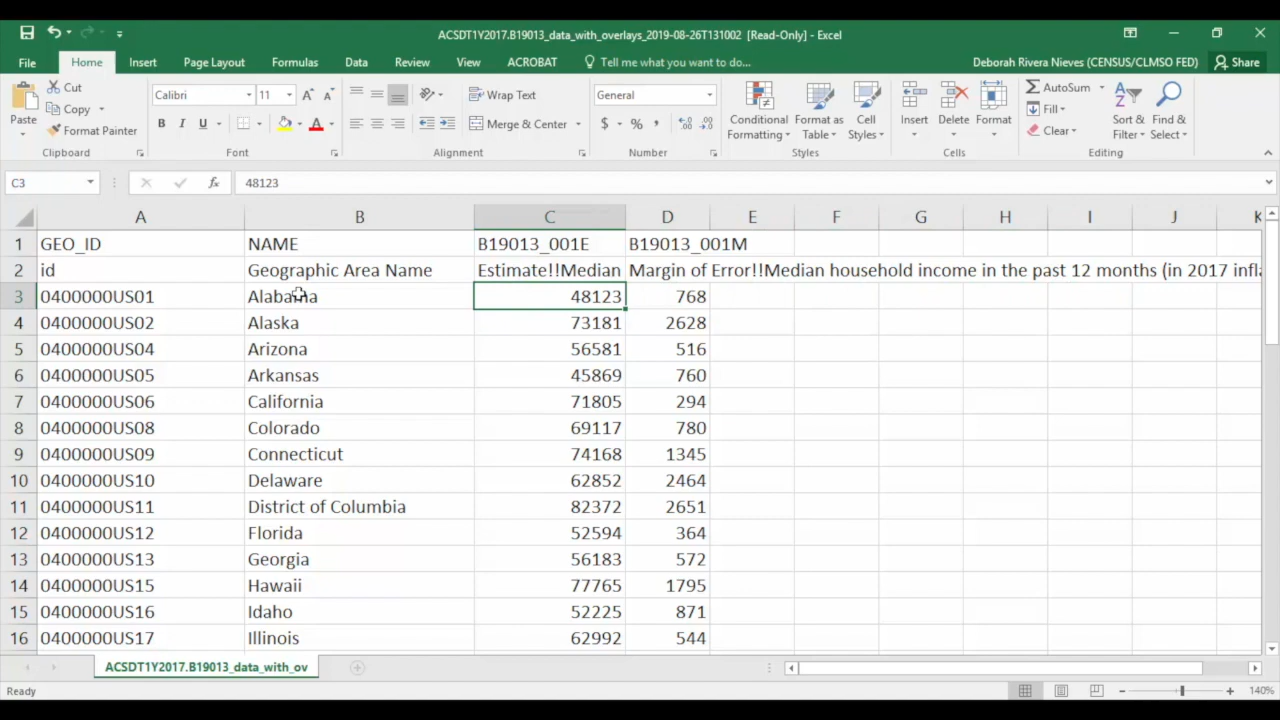 ACSDT1Y2017.B19013_data_with_overlays_2019-08-26T131002 [Read-Only] - Excel
File Home Insert Page Layout Formulas Data Review View ACROBAT Tell me what you want to do... Deborah Rivera Nieves (CENSUS/CLMSO FED) Share
Paste
Cut
Copy
Format Painter
Clipboard
Calibri 11
B I U
Font
Wrap Text
Merge & Center
Alignment
General
$ % ,
Number
Conditional Formatting
Format as Table
Cell Styles
Styles
Insert Delete Format
Cells
AutoSum
Fill
Clear
Sort & Filter
Find & Select
Editing
C3 fx 48123
A B C D E F G H I J K
1 GEO_ID NAME B19013_001E B19013_001M
2 id Geographic Area Name Estimate!!Median Margin of Error!!Median household income in the past 12 months (in 2017 infla
3 0400000US01 Alabama 48123 768
4 0400000US02 Alaska 73181 2628
5 0400000US04 Arizona 56581 516
6 0400000US05 Arkansas 45869 760
7 0400000US06 California 71805 294
8 0400000US08 Colorado 69117 780
9 0400000US09 Connecticut 74168 1345
10 0400000US10 Delaware 62852 2464
11 0400000US11 District of Columbia 82372 2651
12 0400000US12 Florida 52594 364
13 0400000US13 Georgia 56183 572
14 0400000US15 Hawaii 77765 1795
15 0400000US16 Idaho 52225 871
16 0400000US17 Illinois 62992 544
ACSDT1Y2017.B19013_data_with_ov
Ready 140%